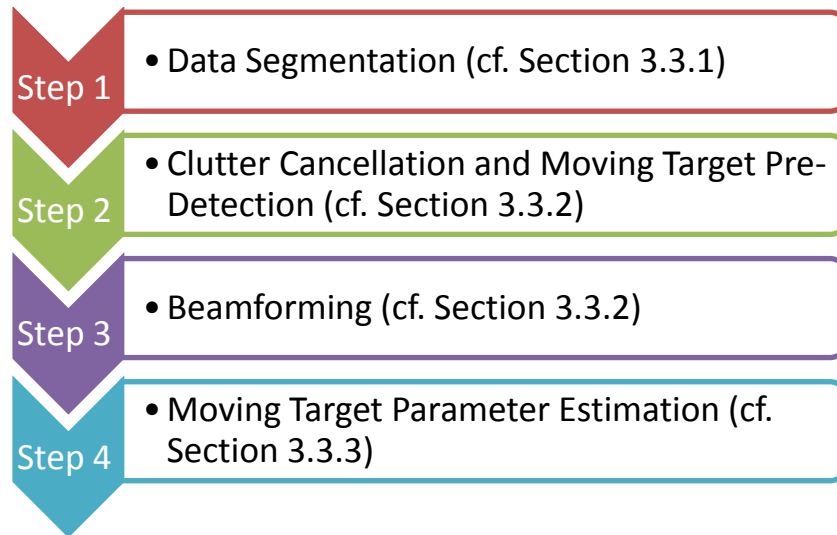 Step 1
• Data Segmentation (cf. Section 3.3.1)
Step 2
• Clutter Cancellation and Moving Target Pre-
Detection (cf. Section 3.3.2)
Step 3
• Beamforming (cf. Section 3.3.2)
Step 4
• Moving Target Parameter Estimation (cf.
Section 3.3.3)